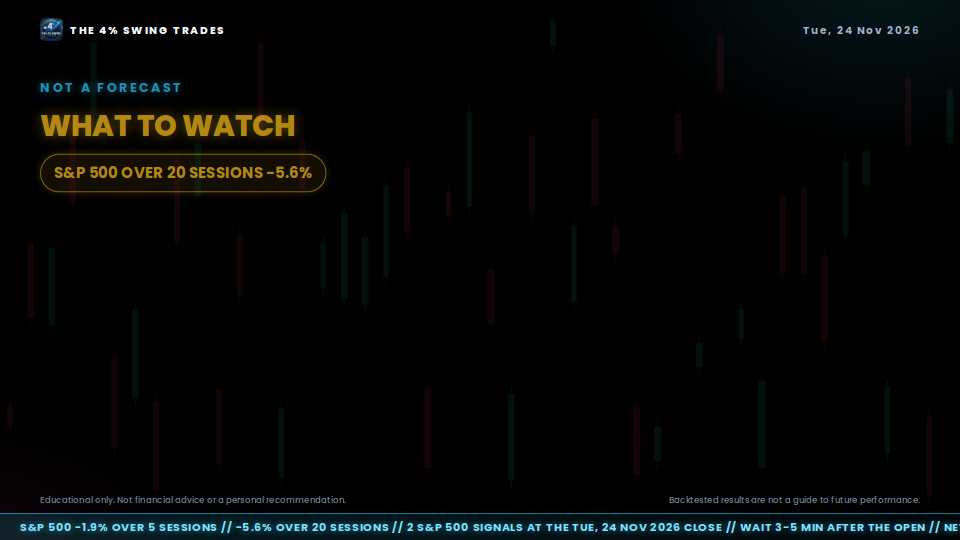 THE 4% SWING TRADES
Tue, 24 Nov 2026
NOT A FORECAST
WHAT TO WATCH
S&P 500 OVER 20 SESSIONS -5.6%
Educational only. Not financial advice or a personal recommendation.
Backtested results are not a guide to future performance.
S&P 500 -1.9% OVER 5 SESSIONS // -5.6% OVER 20 SESSIONS // 2 S&P 500 SIGNALS AT THE TUE, 24 NOV 2026 CLOSE // WAIT 3-5 MIN AFTER THE OPEN //